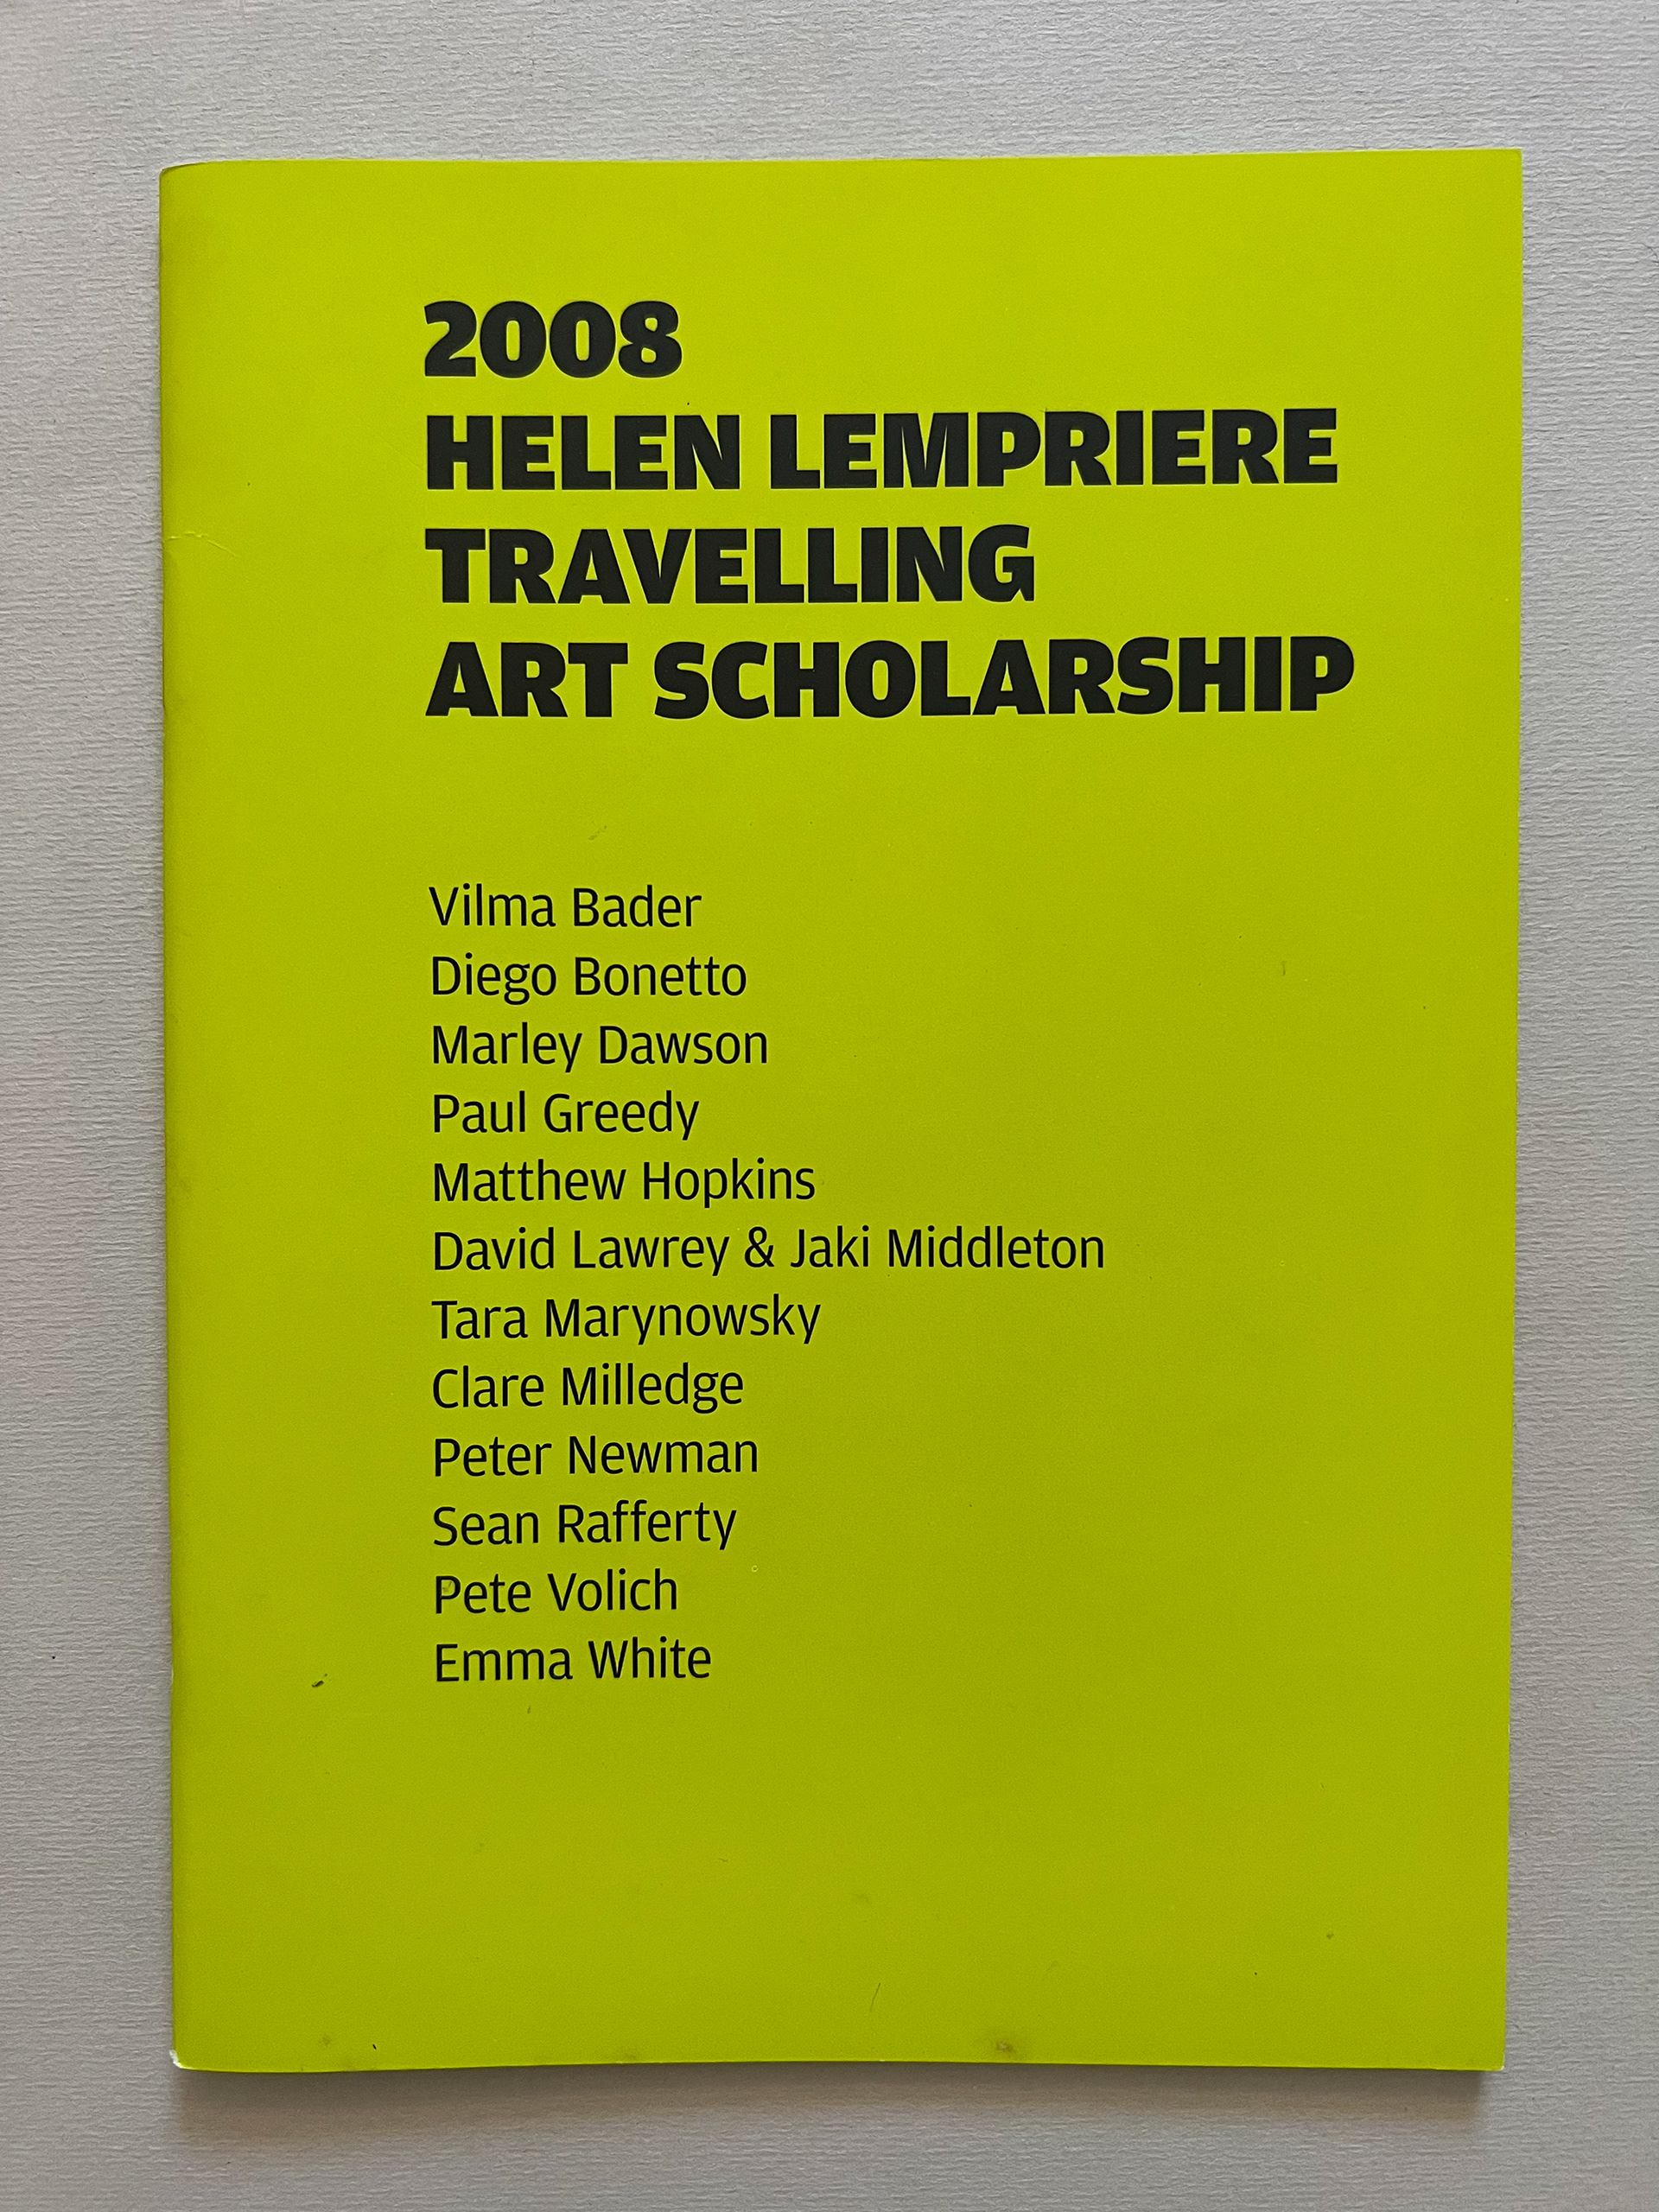 2008
HELEN LEMPRIERE
TRAVELLING
ART SCHOLARSHIP
Vilma Bader
Diego Bonetto
Marley Dawson
Paul Greedy
Matthew Hopkins
David Lawrey & Jaki Middleton
Tara Marynowsky
Clare Milledge
Peter Newman
Sean Rafferty
Pete Volich
Emma White